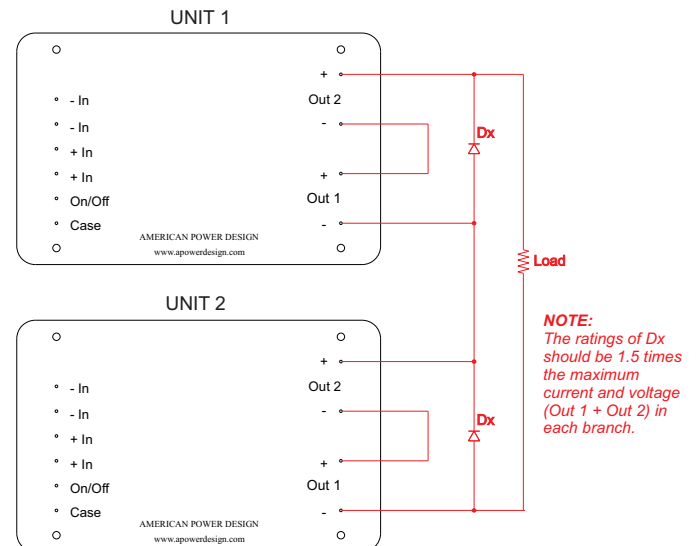 UNIT 1
+
- In
Out 2
- In
-
+ In
+ In
+
On/Off
Out 1
Case
-
AMERICAN POWER DESIGN
www.apowerdesign.com
Dx
Load
UNIT 2
+
- In
Out 2
- In
-
+ In
+ In
+
On/Off
Out 1
Case
-
AMERICAN POWER DESIGN
www.apowerdesign.com
Dx
NOTE:
The ratings of Dx
should be 1.5 times
the maximum
current and voltage
(Out 1 + Out 2) in
each branch.